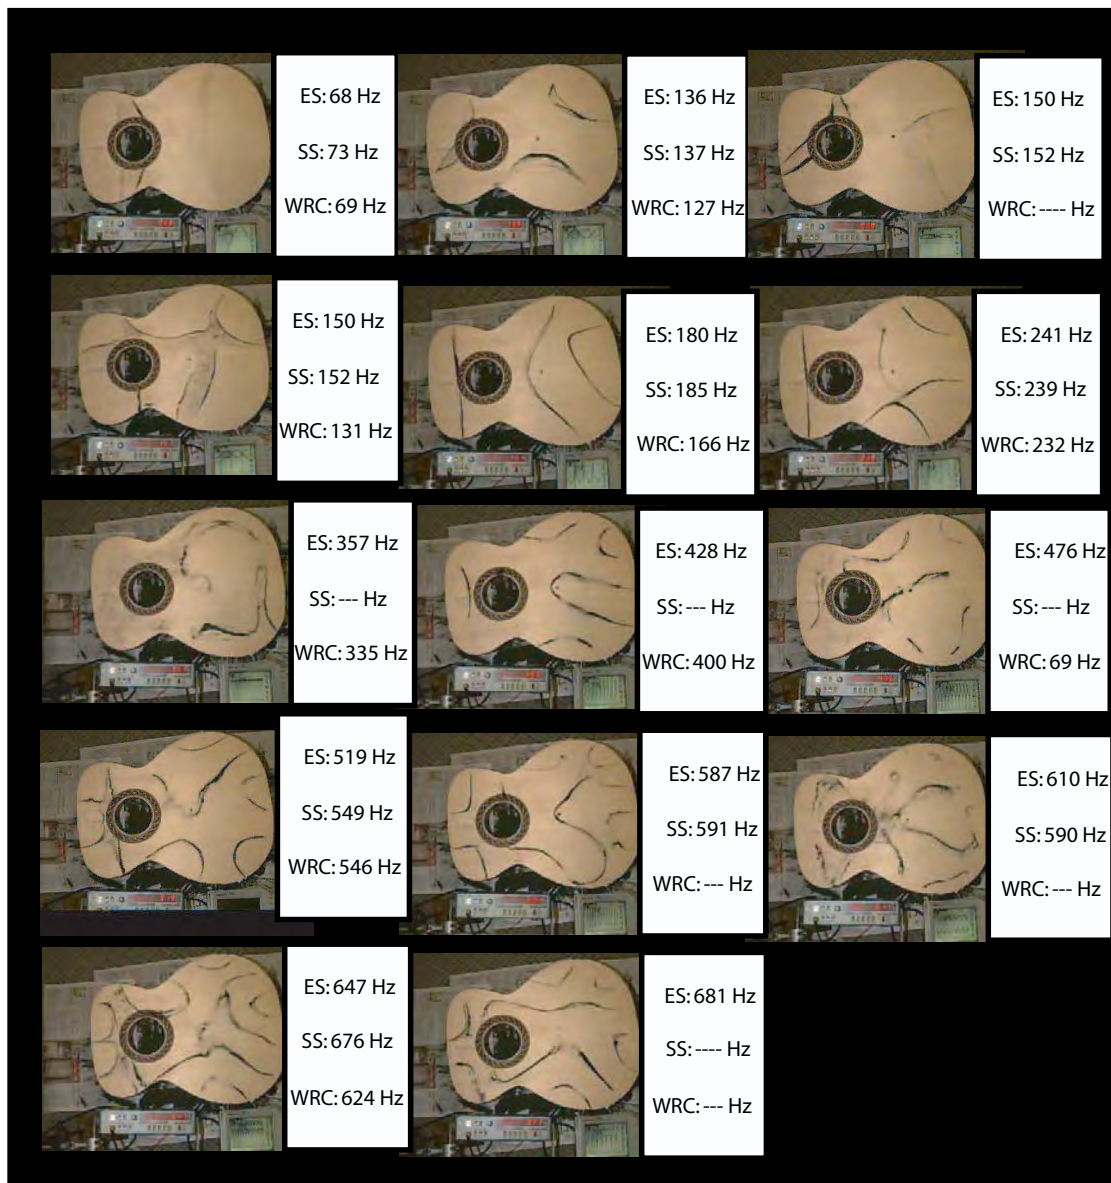 ES: 68 Hz
SS: 73 Hz
WRC: 69 Hz
ES: 136 Hz
SS: 137 Hz
WRC: 127 Hz
ES: 150 Hz
SS: 152 Hz
WRC: ---- Hz
ES: 150 Hz
SS: 152 Hz
WRC: 131 Hz
ES: 180 Hz
SS: 185 Hz
WRC: 166 Hz
ES: 241 Hz
SS: 239 Hz
WRC: 232 Hz
ES: 357 Hz
SS: --- Hz
WRC: 335 Hz
ES: 428 Hz
SS: --- Hz
WRC: 400 Hz
ES: 476 Hz
SS: --- Hz
WRC: 69 Hz
ES: 519 Hz
SS: 549 Hz
WRC: 546 Hz
ES: 587 Hz
SS: 591 Hz
WRC: --- Hz
ES: 610 Hz
SS: 590 Hz
WRC: --- Hz
ES: 647 Hz
SS: 676 Hz
WRC: 624 Hz
ES: 681 Hz
SS: ---- Hz
WRC: --- Hz